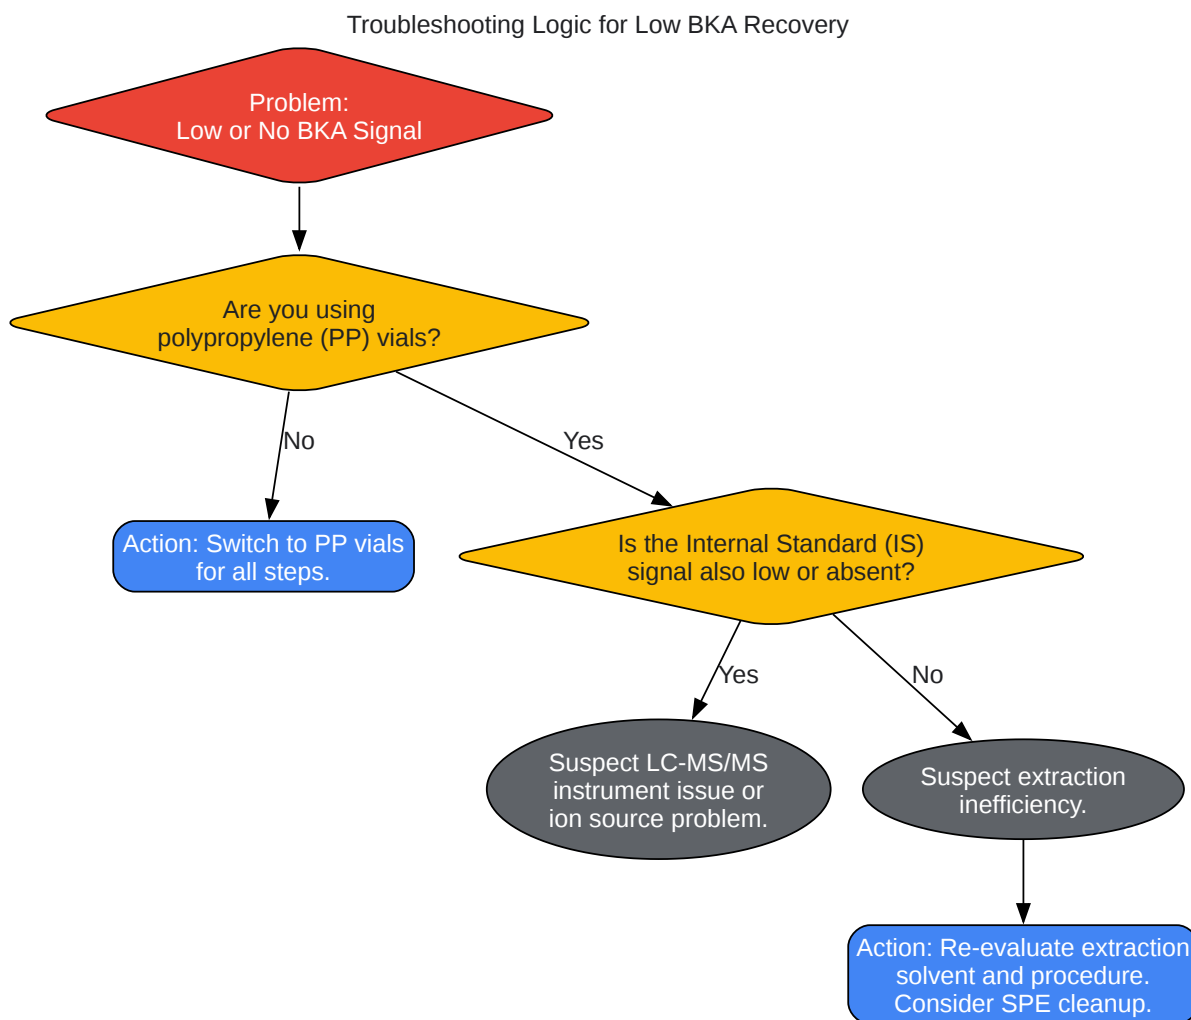 Troubleshooting Logic for Low BKA Recovery
Problem:
Low or No BKA Signal
Are you using
polypropylene (PP) vials?
No
Yes
Action: Switch to PP vials
for all steps.
Is the Internal Standard (IS)
signal also low or absent?
Yes
No
Suspect LC-MS/MS
instrument issue or
ion source problem.
Suspect extraction
inefficiency.
Action: Re-evaluate extraction
solvent and procedure.
Consider SPE cleanup.